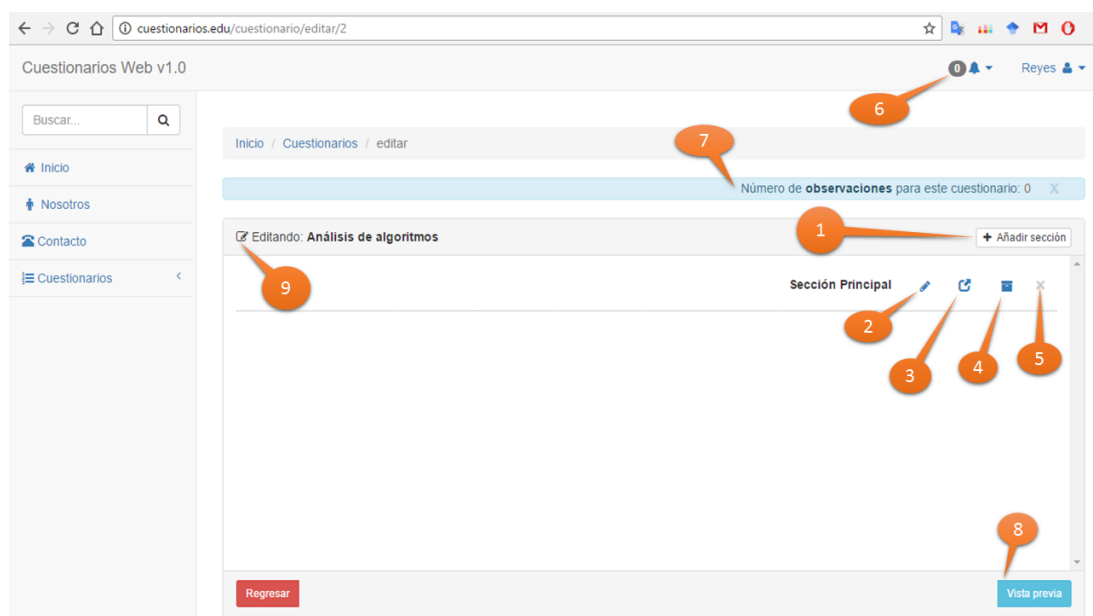 cuestionarios.edu/cuestionario/editar/2
Cuestionarios Web v1.0
0
Reyes
6
Buscar...
Inicio / Cuestionarios / editar
7
Inicio
Número de observaciones para este cuestionario: 0 X
Nosotros
1
Contacto
Editando: Análisis de algoritmos
+ Añadir sección
Cuestionarios <
9
Sección Principal
2
3
4
5
8
Regresar
Vista previa